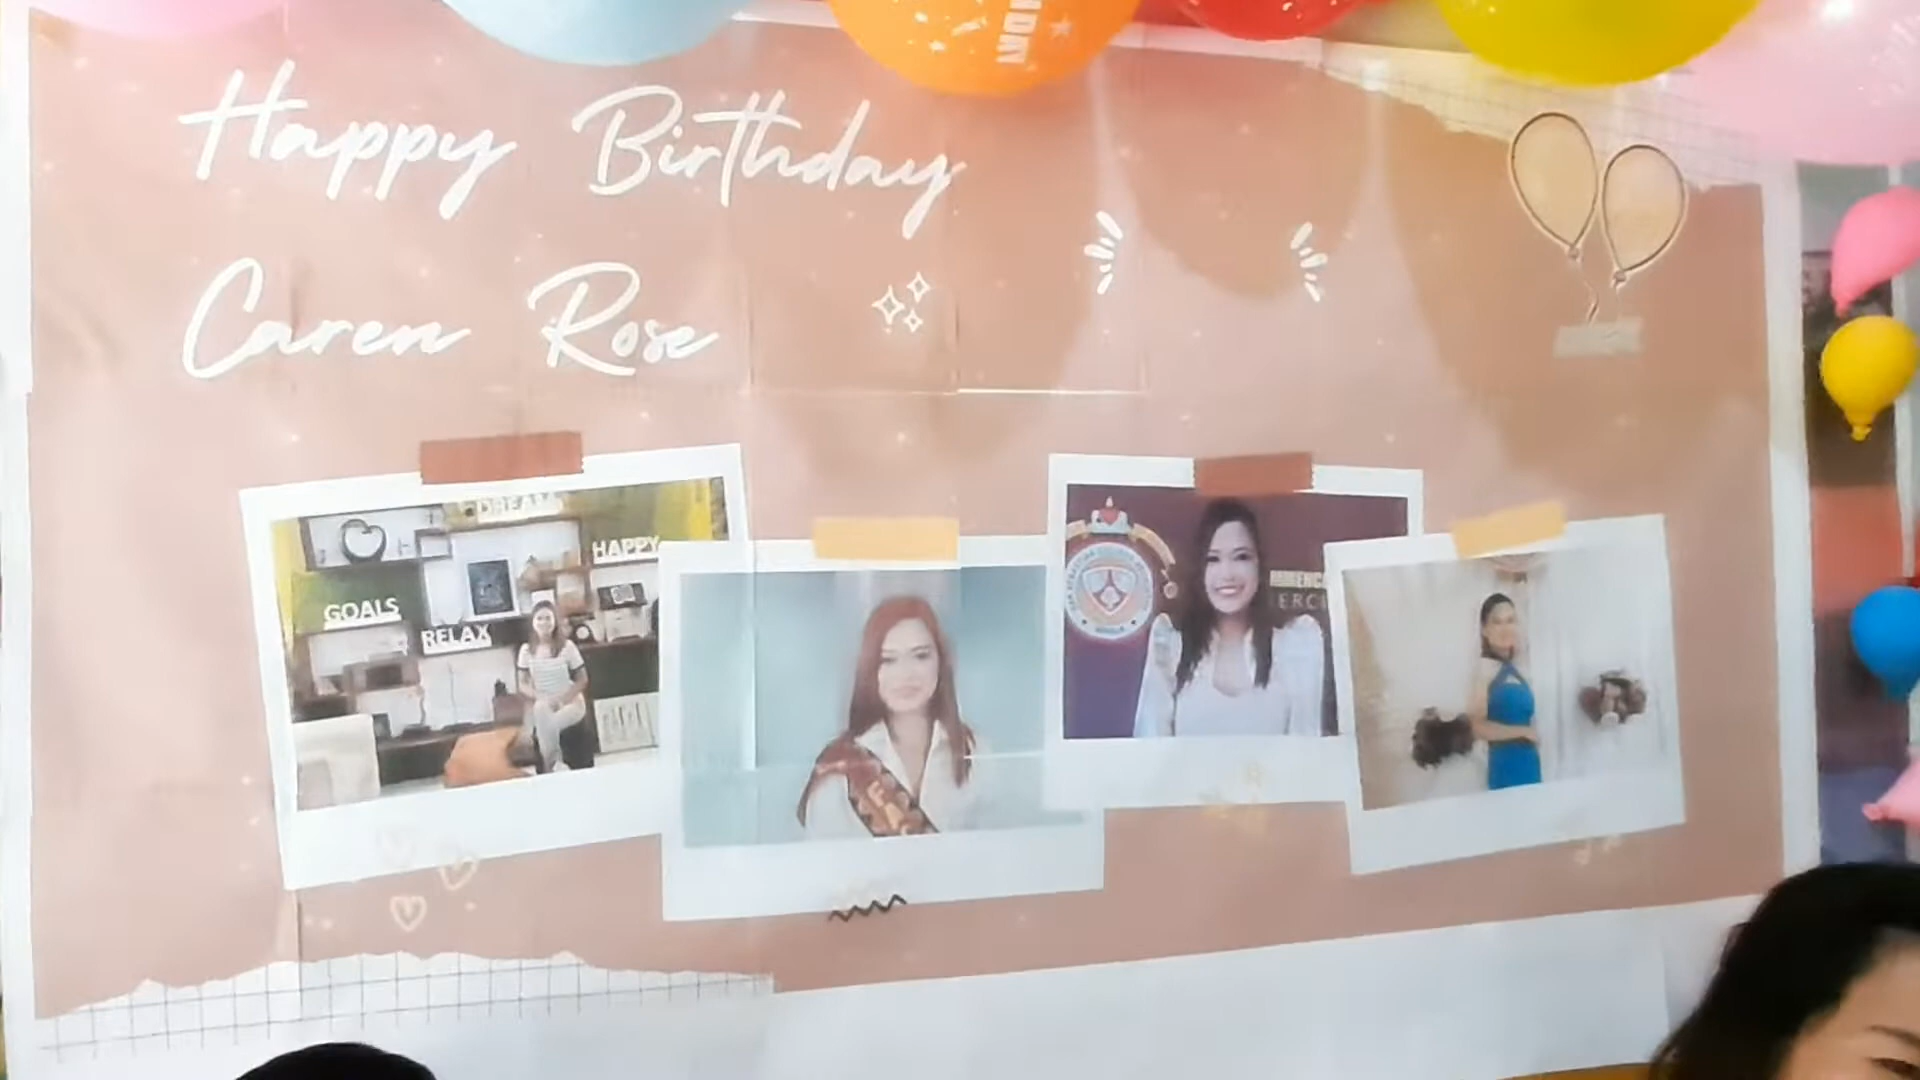 Happy Birthday
Caren Rose
DREAM
HAPPY
GOALS
RELAX